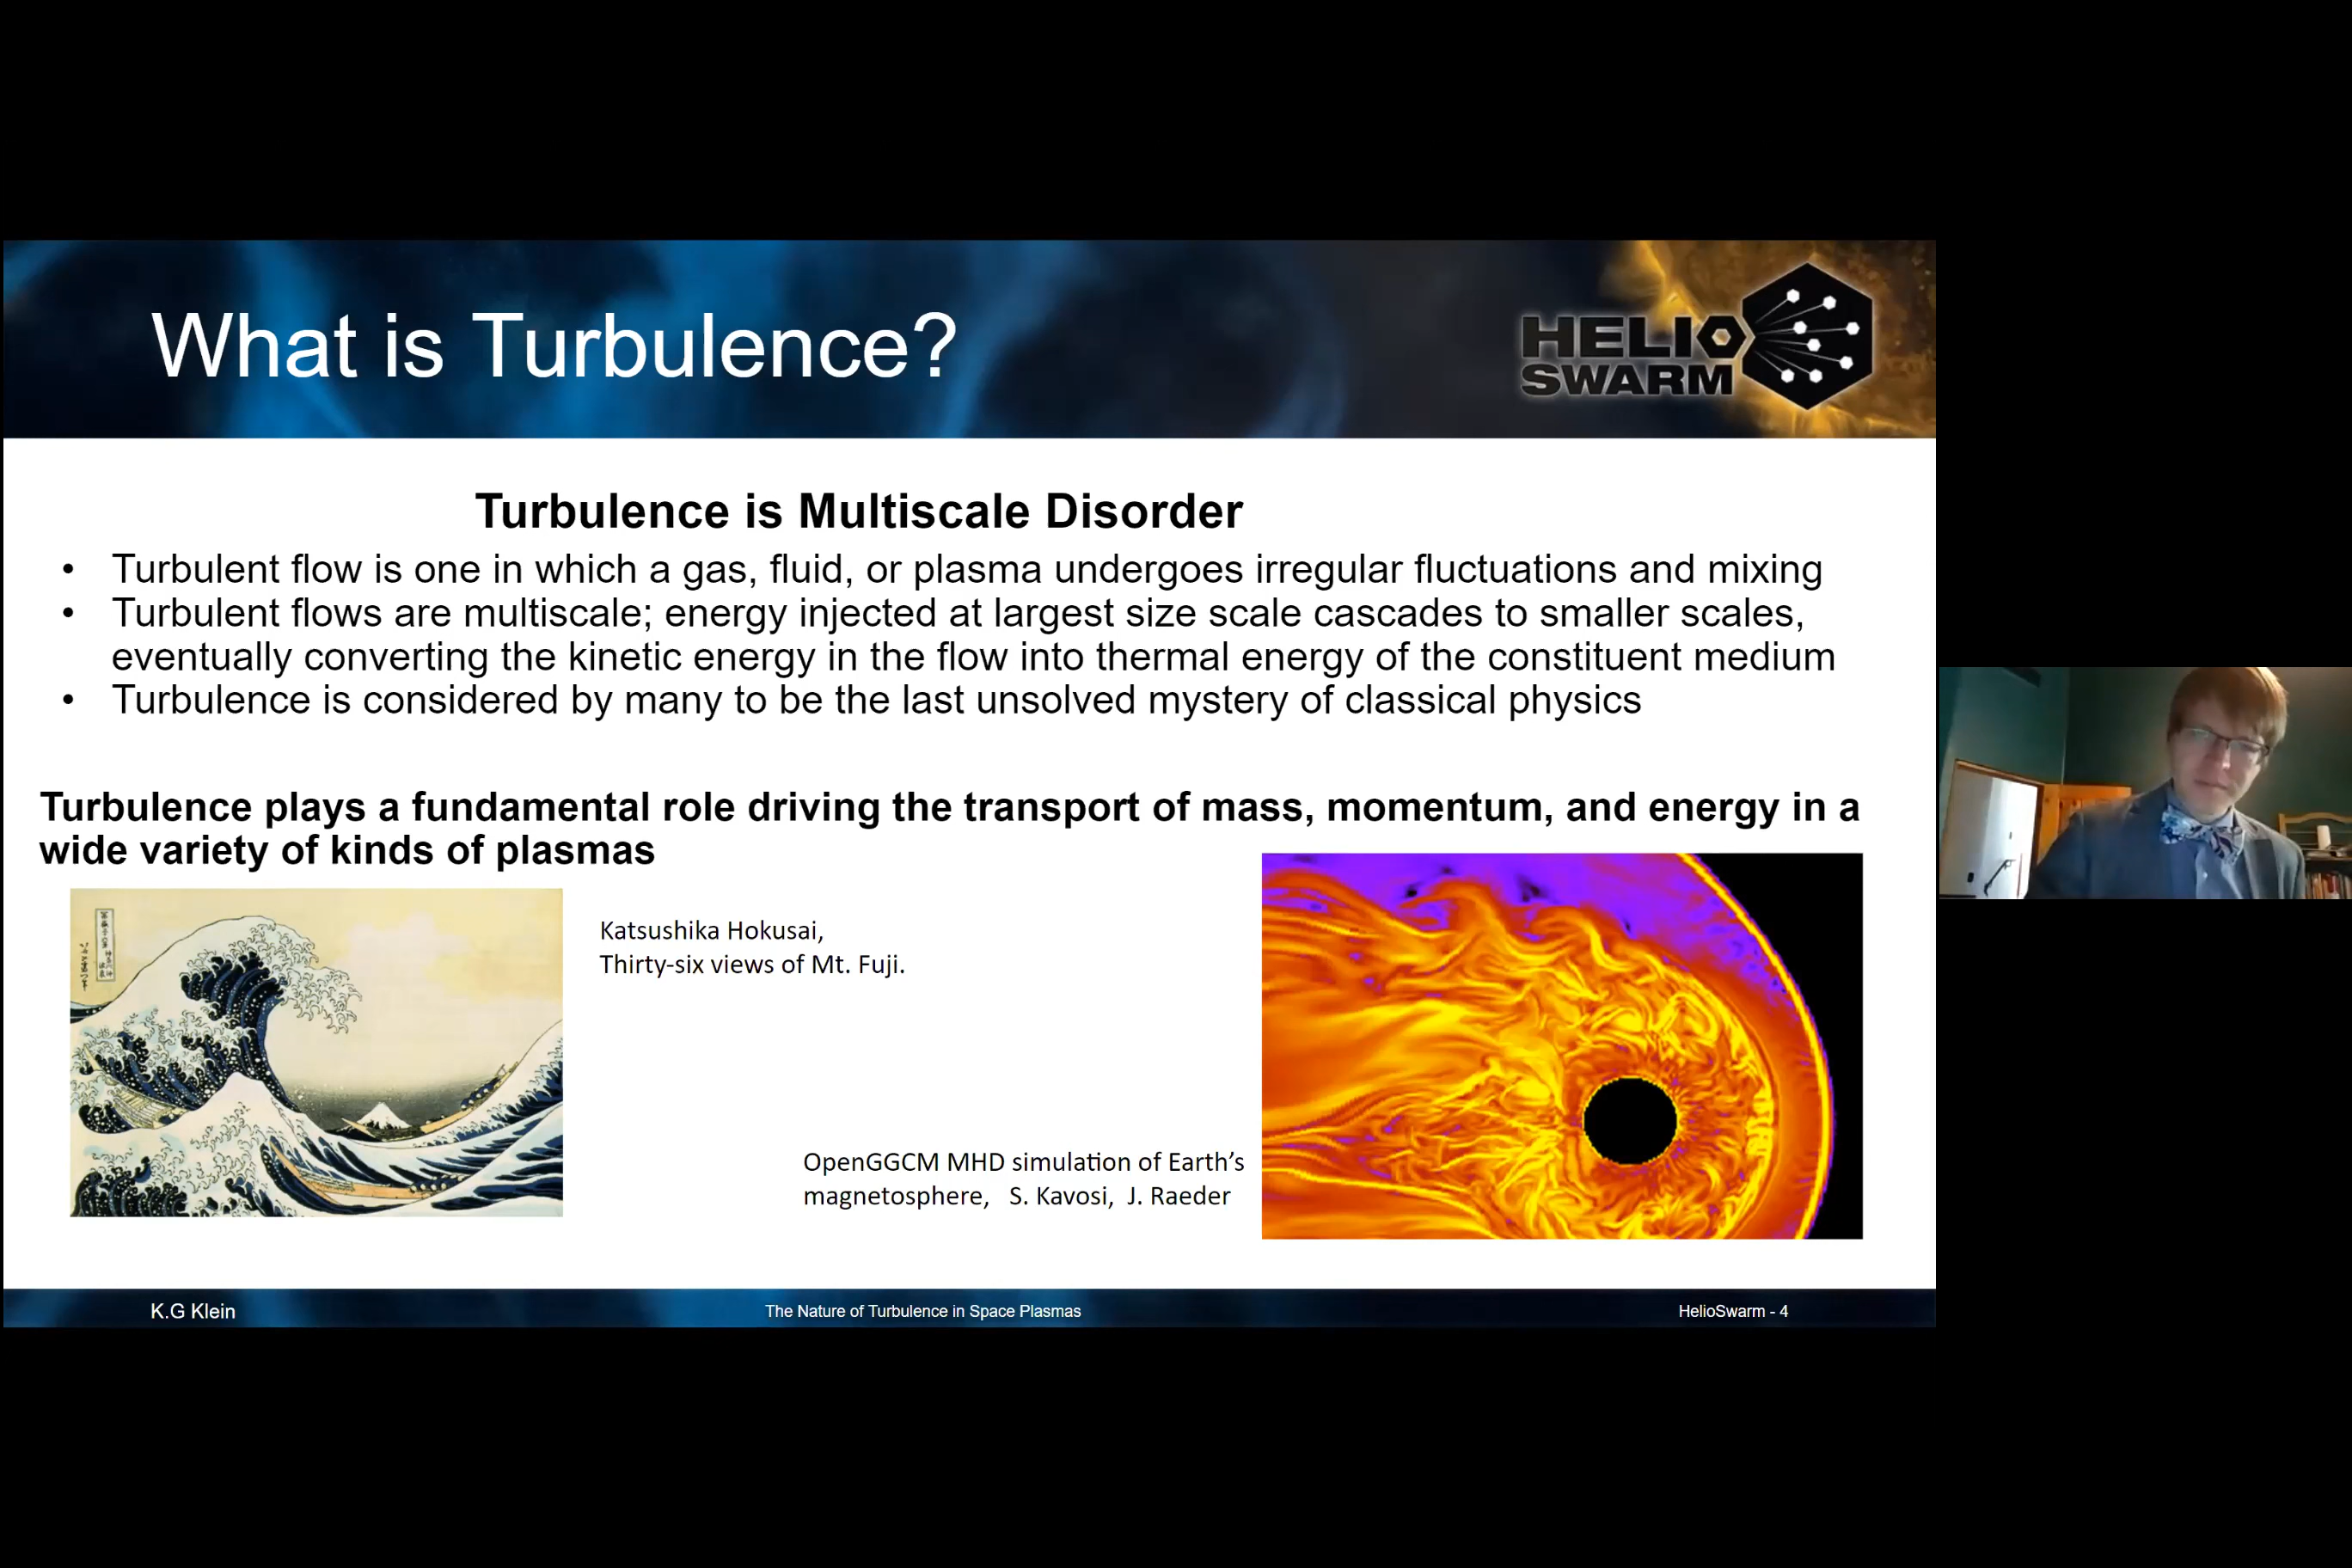 What is Turbulence?
HELIO
SWARM
Turbulence is Multiscale Disorder
• Turbulent flow is one in which a gas, fluid, or plasma undergoes irregular fluctuations and mixing
• Turbulent flows are multiscale; energy injected at largest size scale cascades to smaller scales,
eventually converting the kinetic energy in the flow into thermal energy of the constituent medium
• Turbulence is considered by many to be the last unsolved mystery of classical physics
Turbulence plays a fundamental role driving the transport of mass, momentum, and energy in a
wide variety of kinds of plasmas
Katsushika Hokusai,
Thirty-six views of Mt. Fuji.
OpenGGCM MHD simulation of Earth’s
magnetosphere, S. Kavosi, J. Raeder
K.G Klein
The Nature of Turbulence in Space Plasmas
HelioSwarm - 4